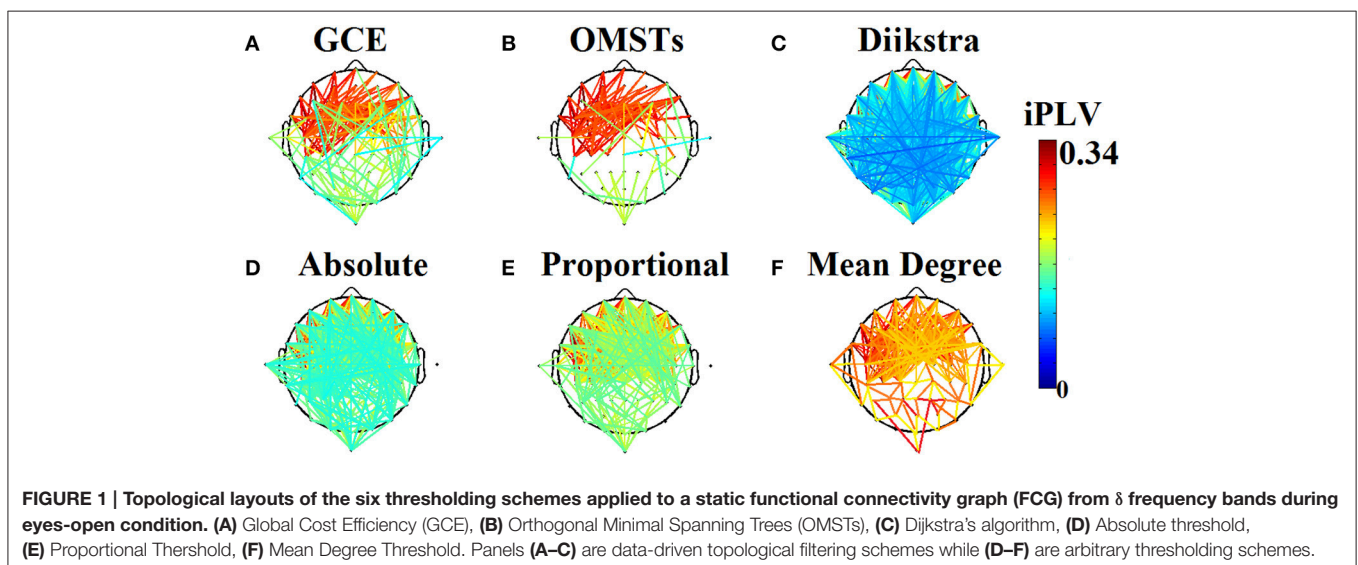 A GCE
B OMSTs
C Dijkstra
iPLV
0.34
0
D Absolute
E Proportional
F Mean Degree
FIGURE 1 | Topological layouts of the six thresholding schemes applied to a static functional connectivity graph (FCG) from δ frequency bands during
eyes-open condition. (A) Global Cost Efficiency (GCE), (B) Orthogonal Minimal Spanning Trees (OMSTs), (C) Dijkstra's algorithm, (D) Absolute threshold,
(E) Proportional Thershold, (F) Mean Degree Threshold. Panels (A–C) are data-driven topological filtering schemes while (D–F) are arbitrary thresholding schemes.